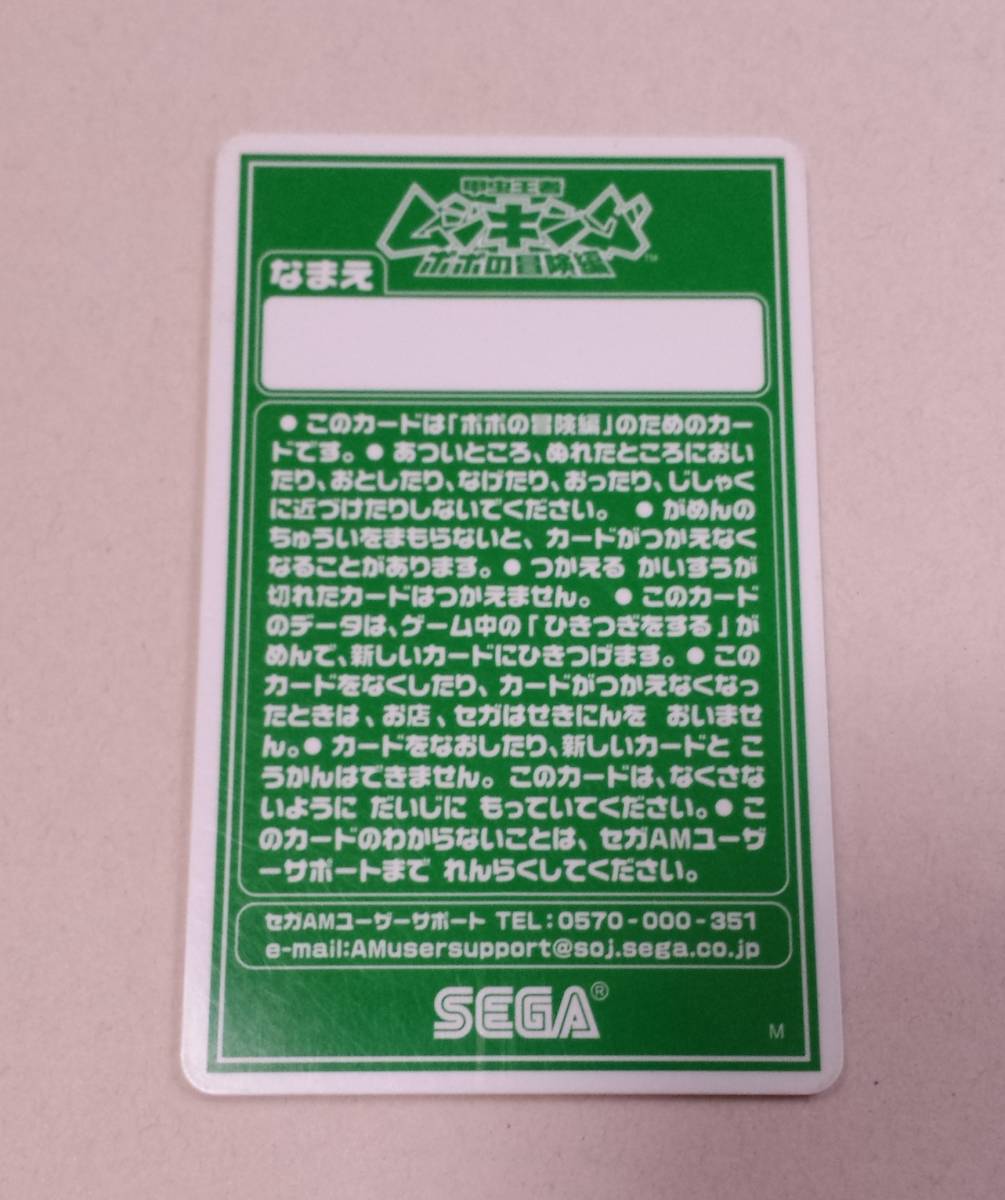 甲虫王者
ムシキング
ポポの冒険編
TM
なまえ
● このカードは「ポポの冒険編」のためのカー
ドです。● あついところ、ぬれたところにおい
たり、おとしたり、なげたり、おったり、じしゃく
に近づけたりしないでください。 ● がめんの
ちゅういをまもらないと、カードがつかえなく
なることがあります。● つかえる かいすうが
切れたカードはつかえません。 ● このカード
のデータは、ゲーム中の「ひきつぎをする」が
めんで、新しいカードにひきつげます。● この
カードをなくしたり、カードがつかえなくなっ
たときは、お店、セガはせきにんを おいませ
ん。● カードをなおしたり、新しいカードと こ
うかんはできません。このカードは、なくさな
いように だいじに もっていてください。● こ
のカードのわからないことは、セガAMユーザ
ーサポートまで れんらくしてください。
セガAMユーザーサポート TEL:0570-000-351
e-mail:AMusersupport@soj.sega.co.jp
SEGA®
M